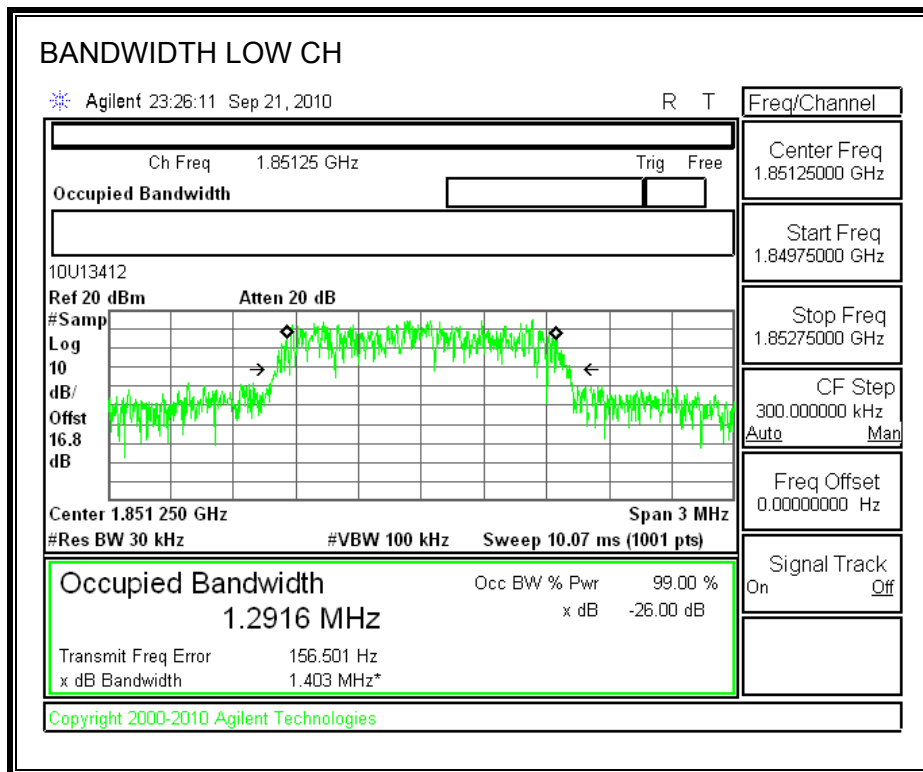 BANDWIDTH LOW CH
Agilent 23:26:11 Sep 21, 2010 R T
Freq/Channel
Ch Freq 1.85125 GHz Trig Free
Occupied Bandwidth
Center Freq
1.85125000 GHz
Start Freq
1.84975000 GHz
10U13412
Ref 20 dBm Atten 20 dB
#Samp
Log
10
dB/
Offst
16.8
dB
Stop Freq
1.85275000 GHz
CF Step
300.000000 kHz
Auto Man
Freq Offset
0.00000000 Hz
Center 1.851 250 GHz Span 3 MHz
#Res BW 30 kHz #VBW 100 kHz Sweep 10.07 ms (1001 pts)
Signal Track
On Off
Occupied Bandwidth Occ BW % Pwr 99.00 %
1.2916 MHz x dB -26.00 dB
Transmit Freq Error 156.501 Hz
x dB Bandwidth 1.403 MHz*
Copyright 2000-2010 Agilent Technologies